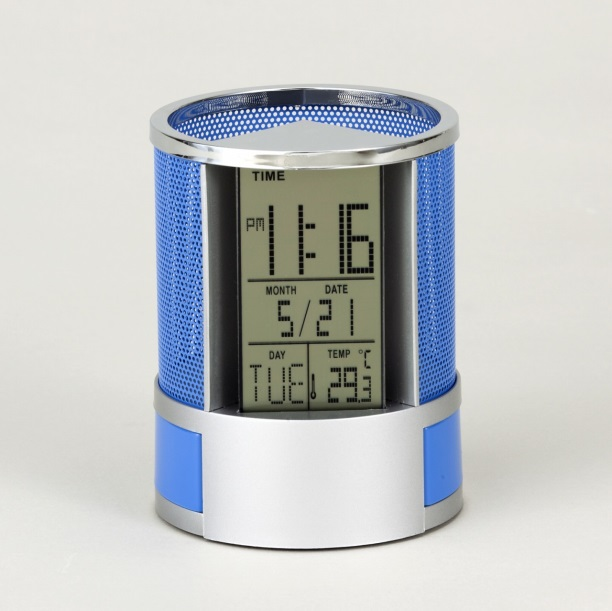 TIME
PM 11:16
MONTH DATE
5/21
DAY TEMP °C
TUE 29.3